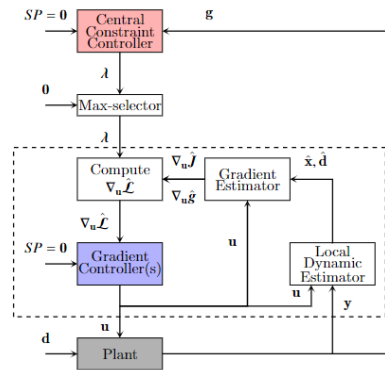 SP = 0
Central
Constraint
Controller
g
λ
0
Max-selector
λ
Compute
∇uℒ̂
∇uĴ
∇uĝ
Gradient
Estimator
x̂, d̂
∇uℒ̂
u
SP = 0
Gradient
Controller(s)
Local
Dynamic
Estimator
u
y
u
d
Plant